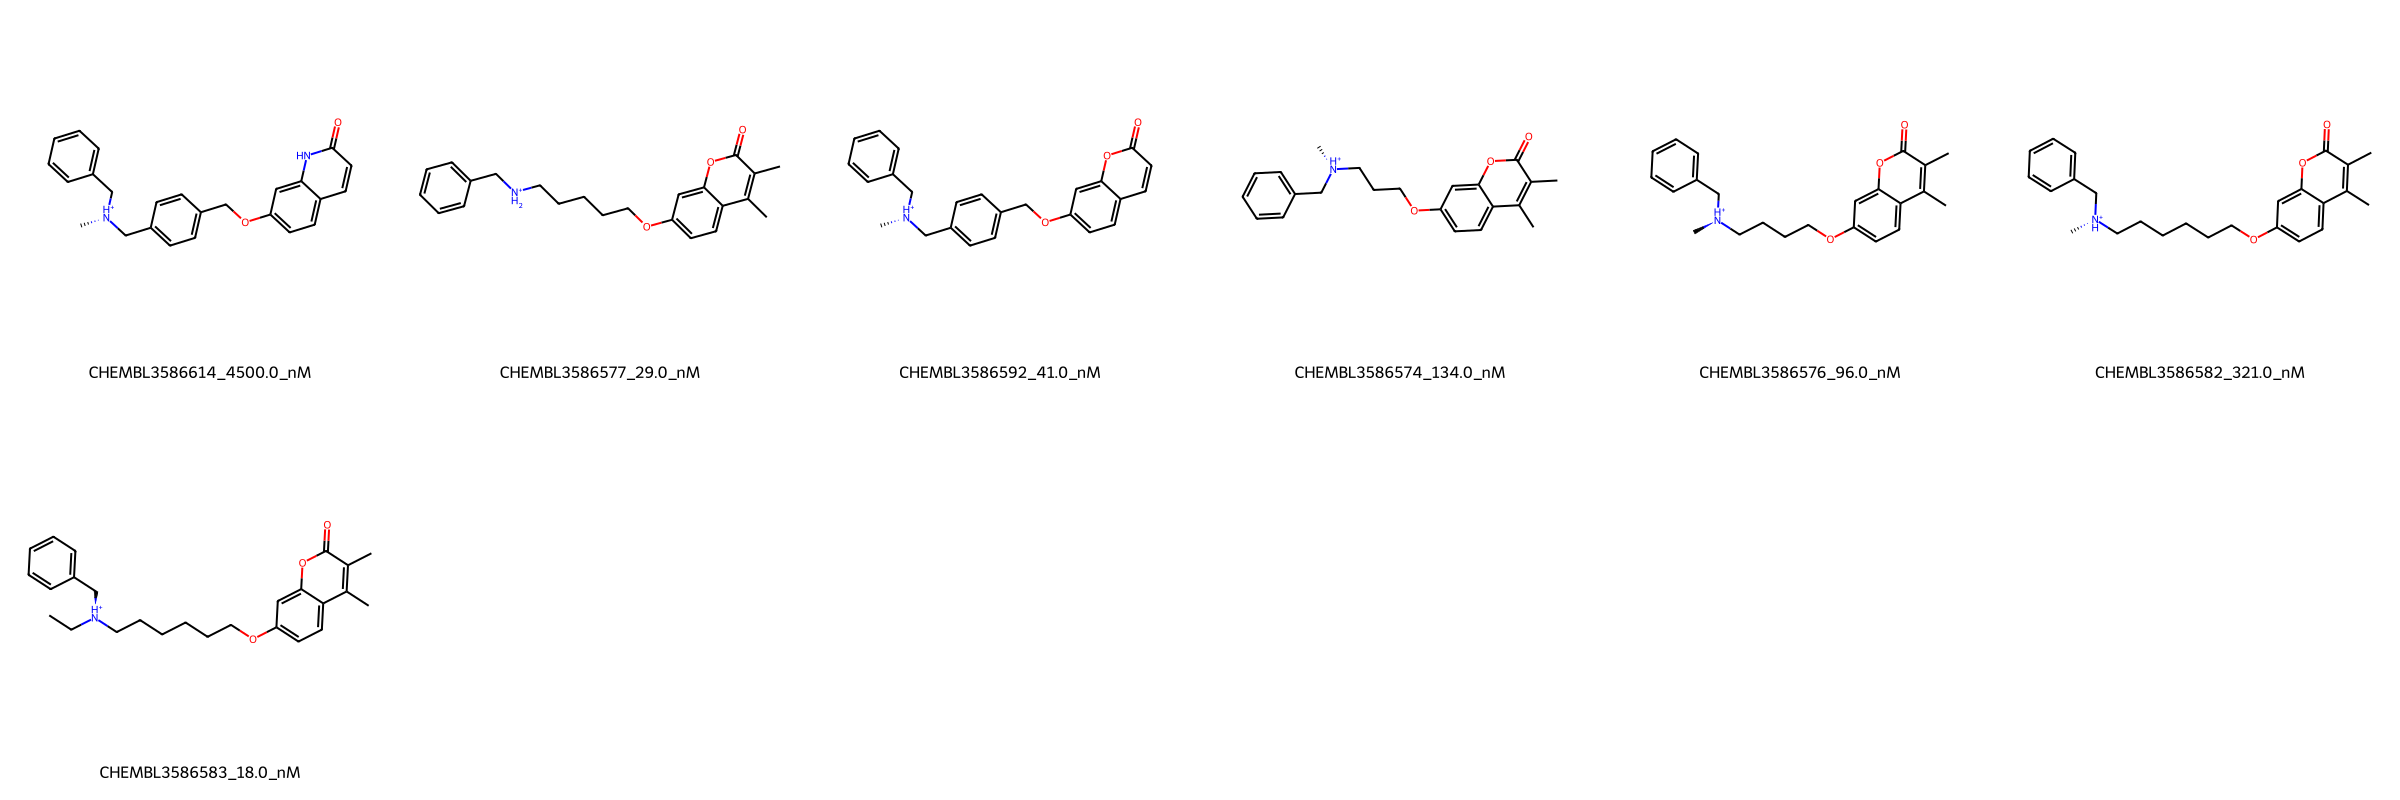 CHEMBL3586614_4500.0_nM
CHEMBL3586577_29.0_nM
CHEMBL3586592_41.0_nM
CHEMBL3586574_134.0_nM
CHEMBL3586576_96.0_nM
CHEMBL3586582_321.0_nM
CHEMBL3586583_18.0_nM